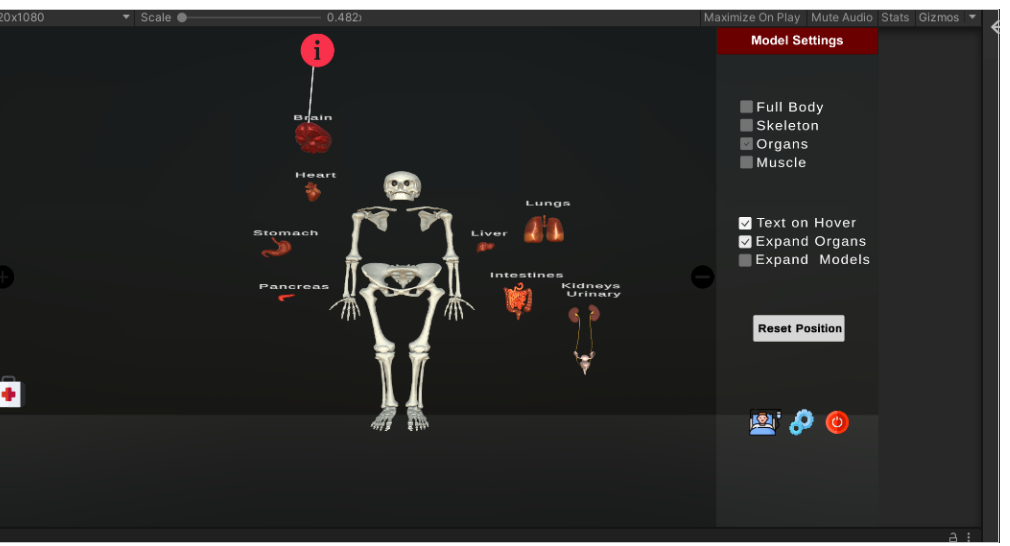 20x1080 Scale 0.482x Maximize On Play Mute Audio Stats Gizmos
Model Settings
i
Brain
Heart
Stomach
Pancreas
Lungs
Liver
Intestines
Kidneys
Urinary
Full Body
Skeleton
Organs
Muscle
Text on Hover
Expand Organs
Expand Models
Reset Position